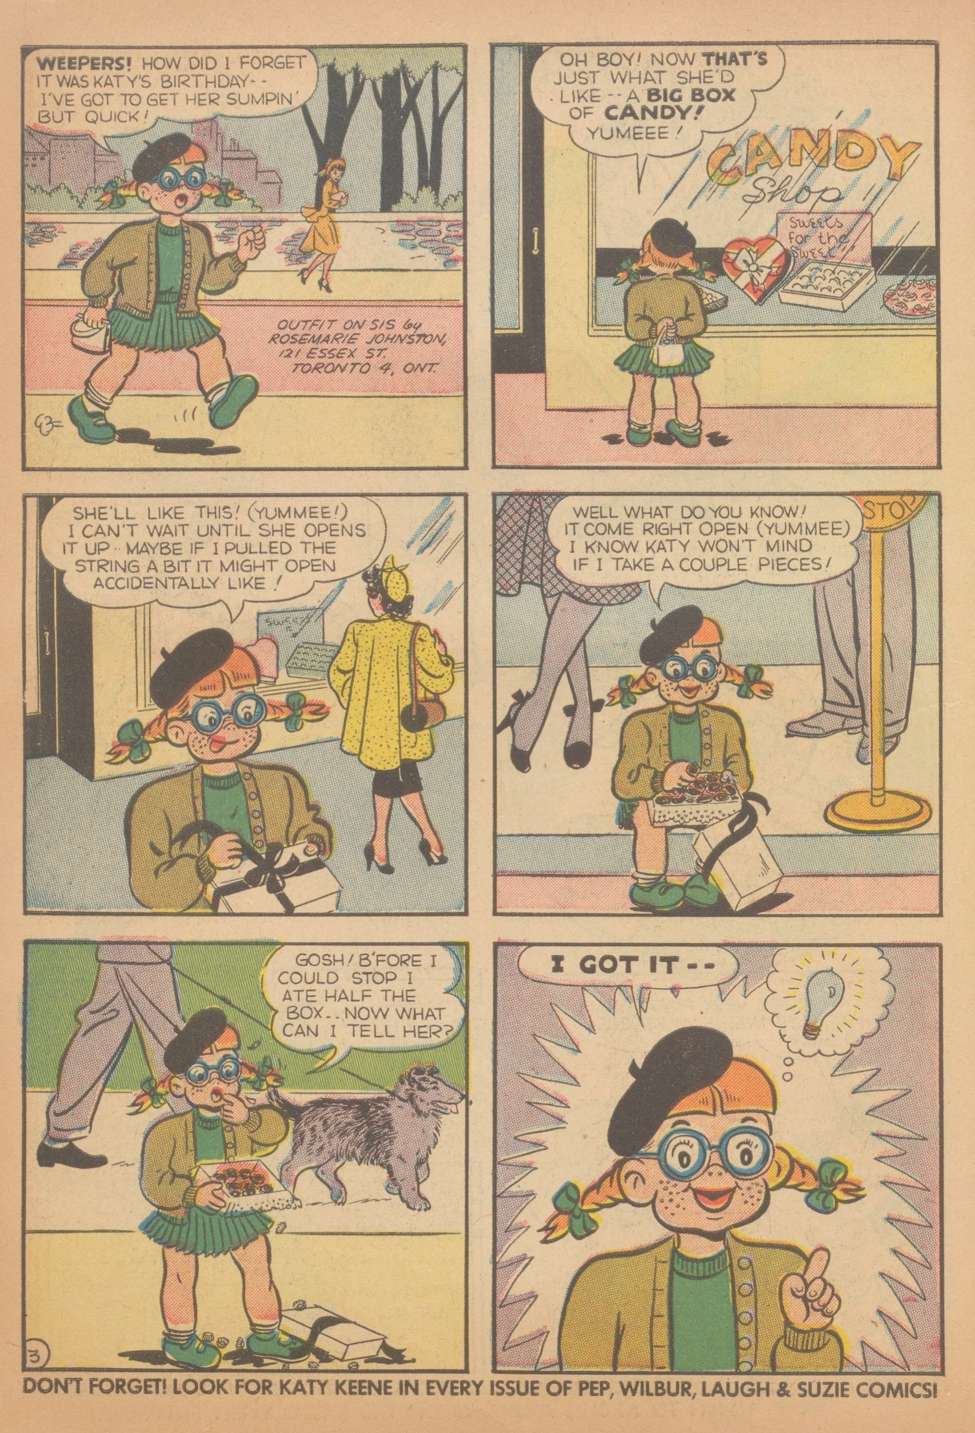 WEEPERS! HOW DID I FORGET
IT WAS KATY'S BIRTHDAY--
I'VE GOT TO GET HER SUMPIN'
BUT QUICK!
OUTFIT ON SIS by
ROSEMARIE JOHNSTON,
121 ESSEX ST.
TORONTO 4, ONT.
OH BOY! NOW THAT'S
JUST WHAT SHE'D
LIKE -- A BIG BOX
OF CANDY!
YUMEEE!
CANDY
Shop
SWEETS
for the
SWEET"
SHE'LL LIKE THIS! (YUMMEE!)
I CAN'T WAIT UNTIL SHE OPENS
IT UP -- MAYBE IF I PULLED THE
STRING A BIT IT MIGHT OPEN
ACCIDENTALLY LIKE!
WELL WHAT DO YOU KNOW!
IT COME RIGHT OPEN (YUMMEE)
I KNOW KATY WON'T MIND
IF I TAKE A COUPLE PIECES!
STOP
GOSH! B'FORE I
COULD STOP I
ATE HALF THE
BOX... NOW WHAT
CAN I TELL HER?
3
I GOT IT--
DON'T FORGET! LOOK FOR KATY KEENE IN EVERY ISSUE OF PEP, WILBUR, LAUGH & SUZIE COMICS!